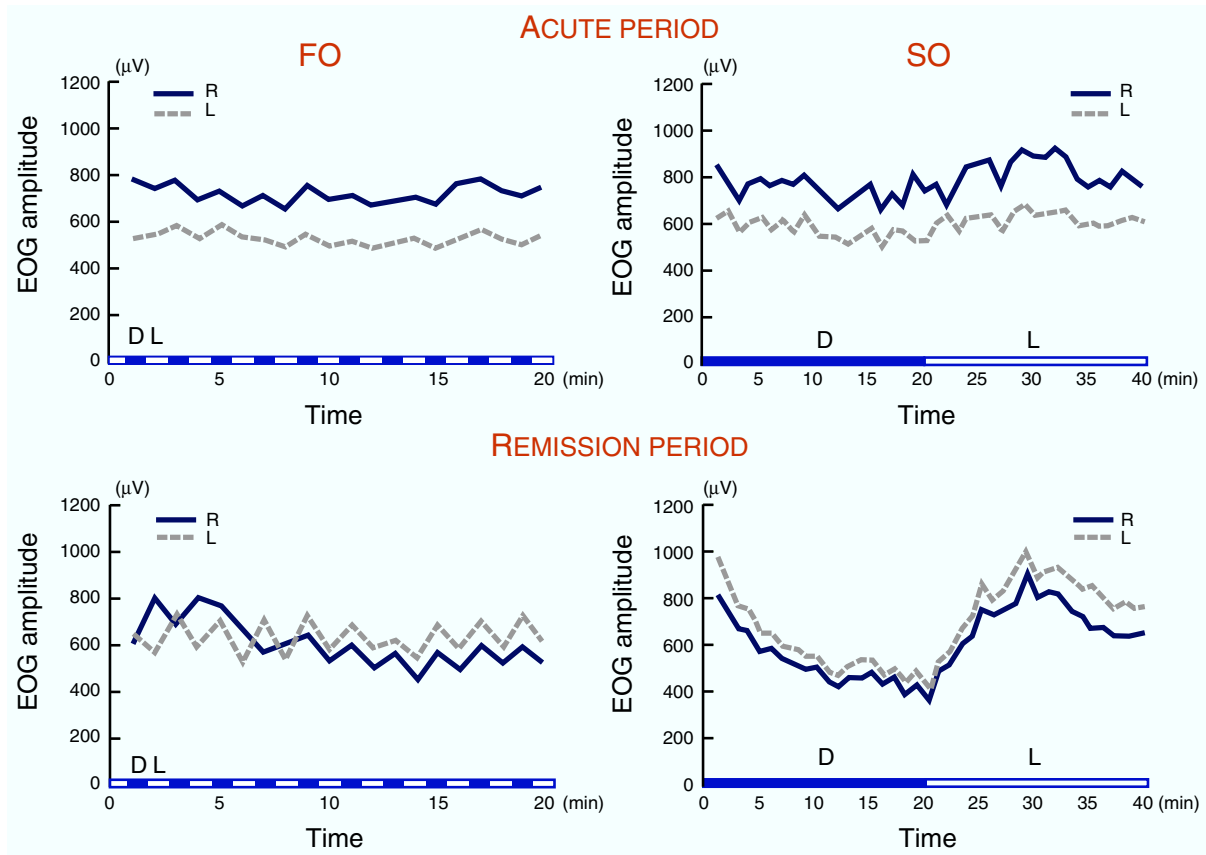 ACUTE PERIOD
FO
SO
(μV)
1200
1000
800
600
400
200
0
EOG amplitude
R
L
D L
0 5 10 15 20 (min)
Time
(μV)
1200
1000
800
600
400
200
0
EOG amplitude
R
L
D L
0 5 10 15 20 25 30 35 40 (min)
Time
REMISSION PERIOD
(μV)
1200
1000
800
600
400
200
0
EOG amplitude
R
L
D L
0 5 10 15 20 (min)
Time
(μV)
1200
1000
800
600
400
200
0
EOG amplitude
R
L
D L
0 5 10 15 20 25 30 35 40 (min)
Time